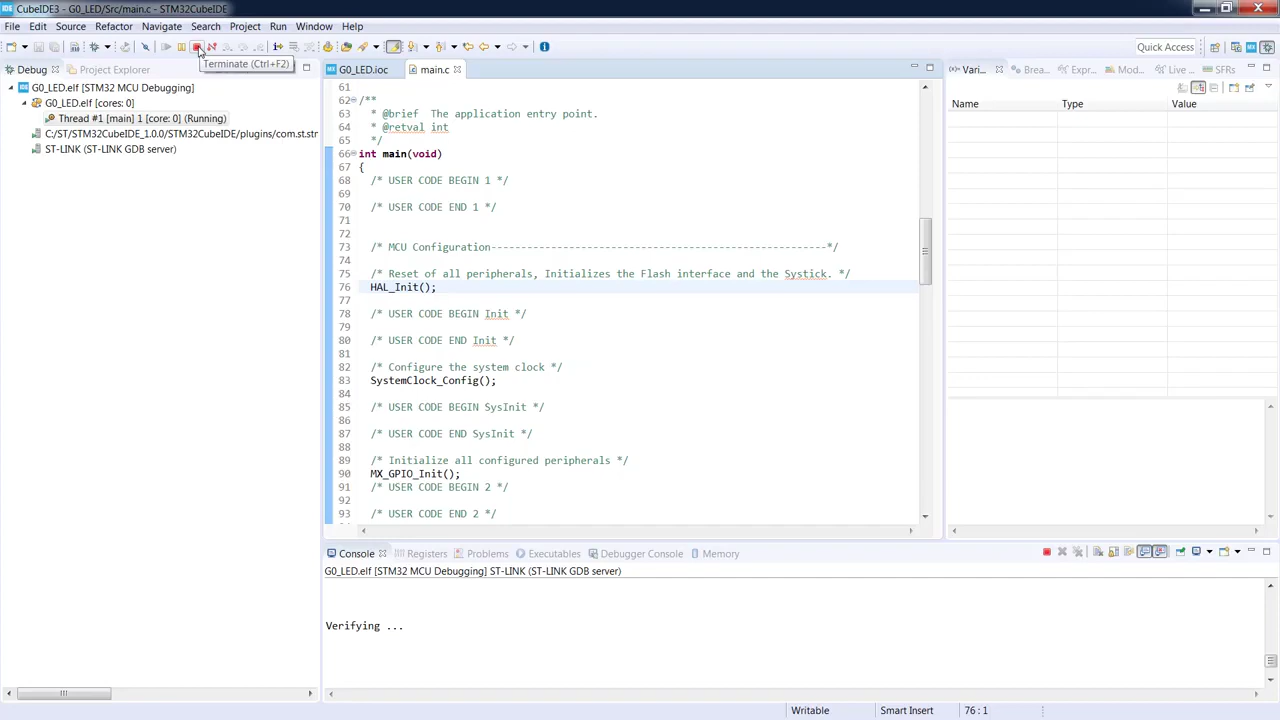 CubeIDE3 - G0_LED/Src/main.c - STM32CubeIDE
File Edit Source Refactor Navigate Search Project Run Window Help
Quick Access
Terminate (Ctrl+F2)
Debug Project Explorer
G0_LED.elf [STM32 MCU Debugging]
G0_LED.elf [cores: 0]
Thread #1 [main] 1 [core: 0] (Running)
C:/ST/STM32CubeIDE_1.0.0/STM32CubeIDE/plugins/com.st.stm
ST-LINK (ST-LINK GDB server)
G0_LED.ioc main.c
61
62 /**
63 * @brief The application entry point.
64 * @retval int
65 */
66 int main(void)
67 {
68 /* USER CODE BEGIN 1 */
69
70 /* USER CODE END 1 */
71
72
73 /* MCU Configuration--------------------------------------------------------*/
74
75 /* Reset of all peripherals, Initializes the Flash interface and the Systick. */
76 HAL_Init();
77
78 /* USER CODE BEGIN Init */
79
80 /* USER CODE END Init */
81
82 /* Configure the system clock */
83 SystemClock_Config();
84
85 /* USER CODE BEGIN SysInit */
86
87 /* USER CODE END SysInit */
88
89 /* Initialize all configured peripherals */
90 MX_GPIO_Init();
91 /* USER CODE BEGIN 2 */
92
93 /* USER CODE END 2 */
Vari... Brea... Expr... Mod... Live ... SFRs
Name Type Value
Console Registers Problems Executables Debugger Console Memory
G0_LED.elf [STM32 MCU Debugging] ST-LINK (ST-LINK GDB server)
Verifying ...
Writable Smart Insert 76 : 1